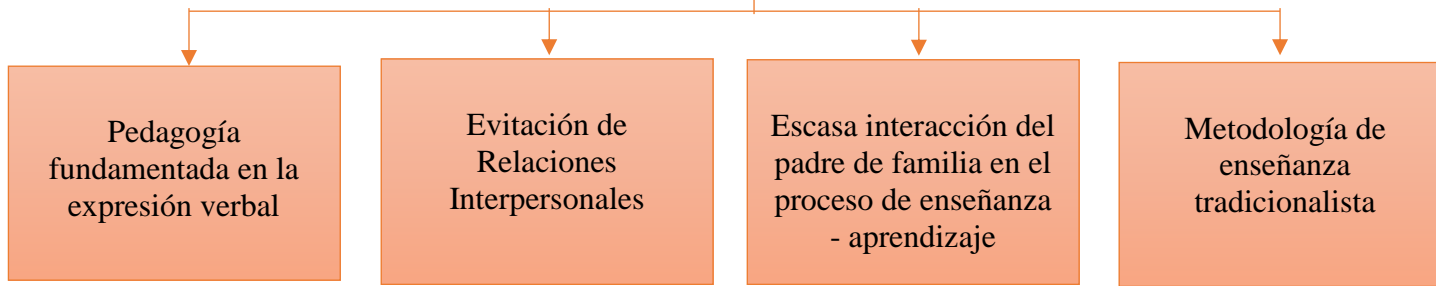 Pedagogía
fundamentada en la
expresión verbal
Evitación de
Relaciones
Interpersonales
Escasa interacción del
padre de familia en el
proceso de enseñanza
- aprendizaje
Metodología de
enseñanza
tradicionalista